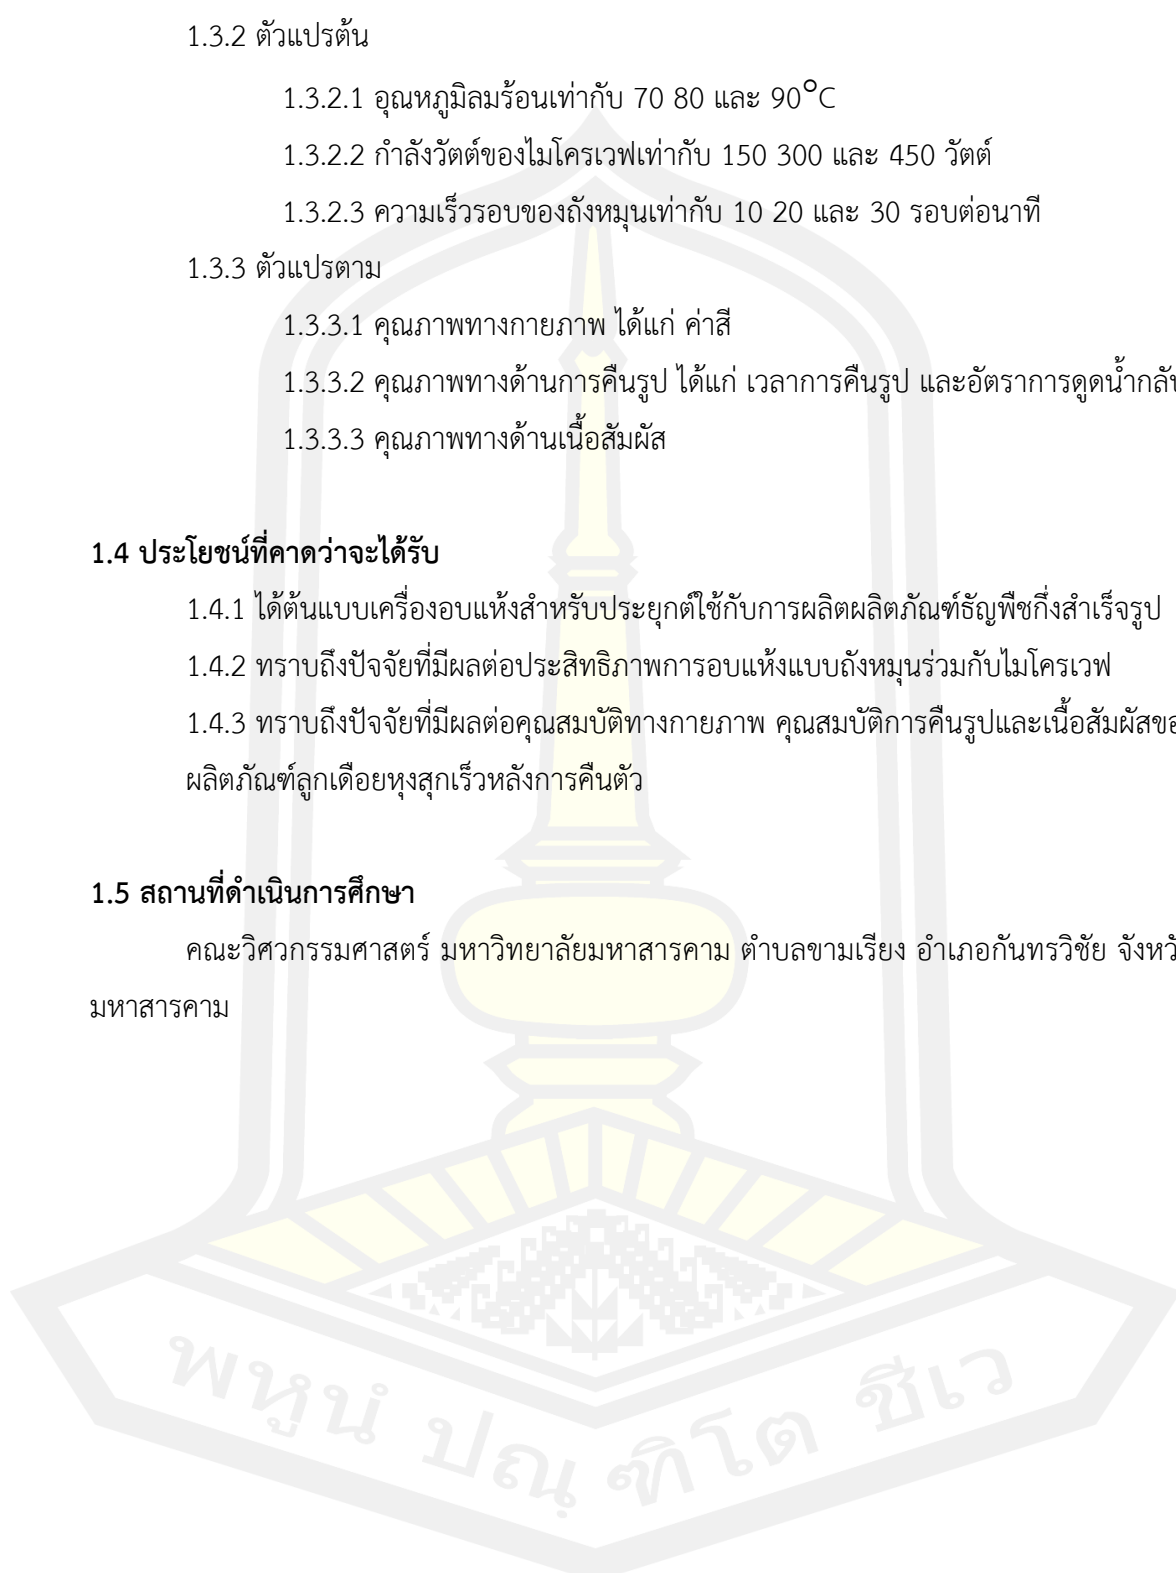 1.3.2 ตัวแปรต้น
1.3.2.1 อุณหภูมิลมร้อนเท่ากับ 70 80 และ 90°C
1.3.2.2 กำลังวัตต์ของไมโครเวฟเท่ากับ 150 300 และ 450 วัตต์
1.3.2.3 ความเร็วรอบของถังหมุนเท่ากับ 10 20 และ 30 รอบต่อนาที
1.3.3 ตัวแปรตาม
1.3.3.1 คุณภาพทางกายภาพ ได้แก่ ค่าสี
1.3.3.2 คุณภาพทางด้านการคืนรูป ได้แก่ เวลาการคืนรูป และอัตราการดูดน้ำกลับ
1.3.3.3 คุณภาพทางด้านเนื้อสัมผัส
1.4 ประโยชน์ที่คาดว่าจะได้รับ
1.4.1 ได้ต้นแบบเครื่องอบแห้งสำหรับประยุกต์ใช้กับการผลิตผลิตภัณฑ์ธัญพืชกึ่งสำเร็จรูป
1.4.2 ทราบถึงปัจจัยที่มีผลต่อประสิทธิภาพการอบแห้งแบบถังหมุนร่วมกับไมโครเวฟ
1.4.3 ทราบถึงปัจจัยที่มีผลต่อคุณสมบัติทางกายภาพ คุณสมบัติการคืนรูปและเนื้อสัมผัสขอ
ผลิตภัณฑ์ลูกเดือยหุงสุกเร็วหลังการคืนตัว
1.5 สถานที่ดำเนินการศึกษา
คณะวิศวกรรมศาสตร์ มหาวิทยาลัยมหาสารคาม ตำบลขามเรียง อำเภอกันทรวิชัย จังหวั
มหาสารคาม
พหูนํ ปณฺฑิโต ชีเว